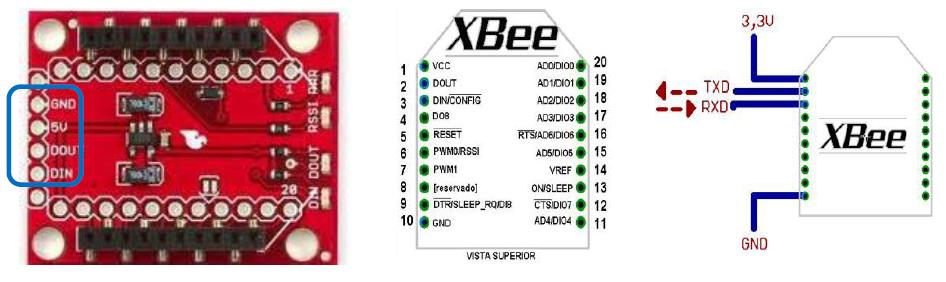 GND
5V
DOUT
DIN
1
20
RSSI
DOUT
DIN
XBee
1 VCC
2 DOUT
3 DIN/CONFIG
4 DO8
5 RESET
6 PWM0/RSSI
7 PWM1
8 [reservado]
9 DTR/SLEEP_RQ/DI8
10 GND
AD0/DIO0 20
AD1/DIO1 19
AD2/DIO2 18
AD3/DIO3 17
RTS/AD6/DIO6 16
AD5/DIO5 15
VREF 14
ON/SLEEP 13
CTS/DIO7 12
AD4/DIO4 11
VISTA SUPERIOR
3,3V
TXD
RXD
XBee
GND